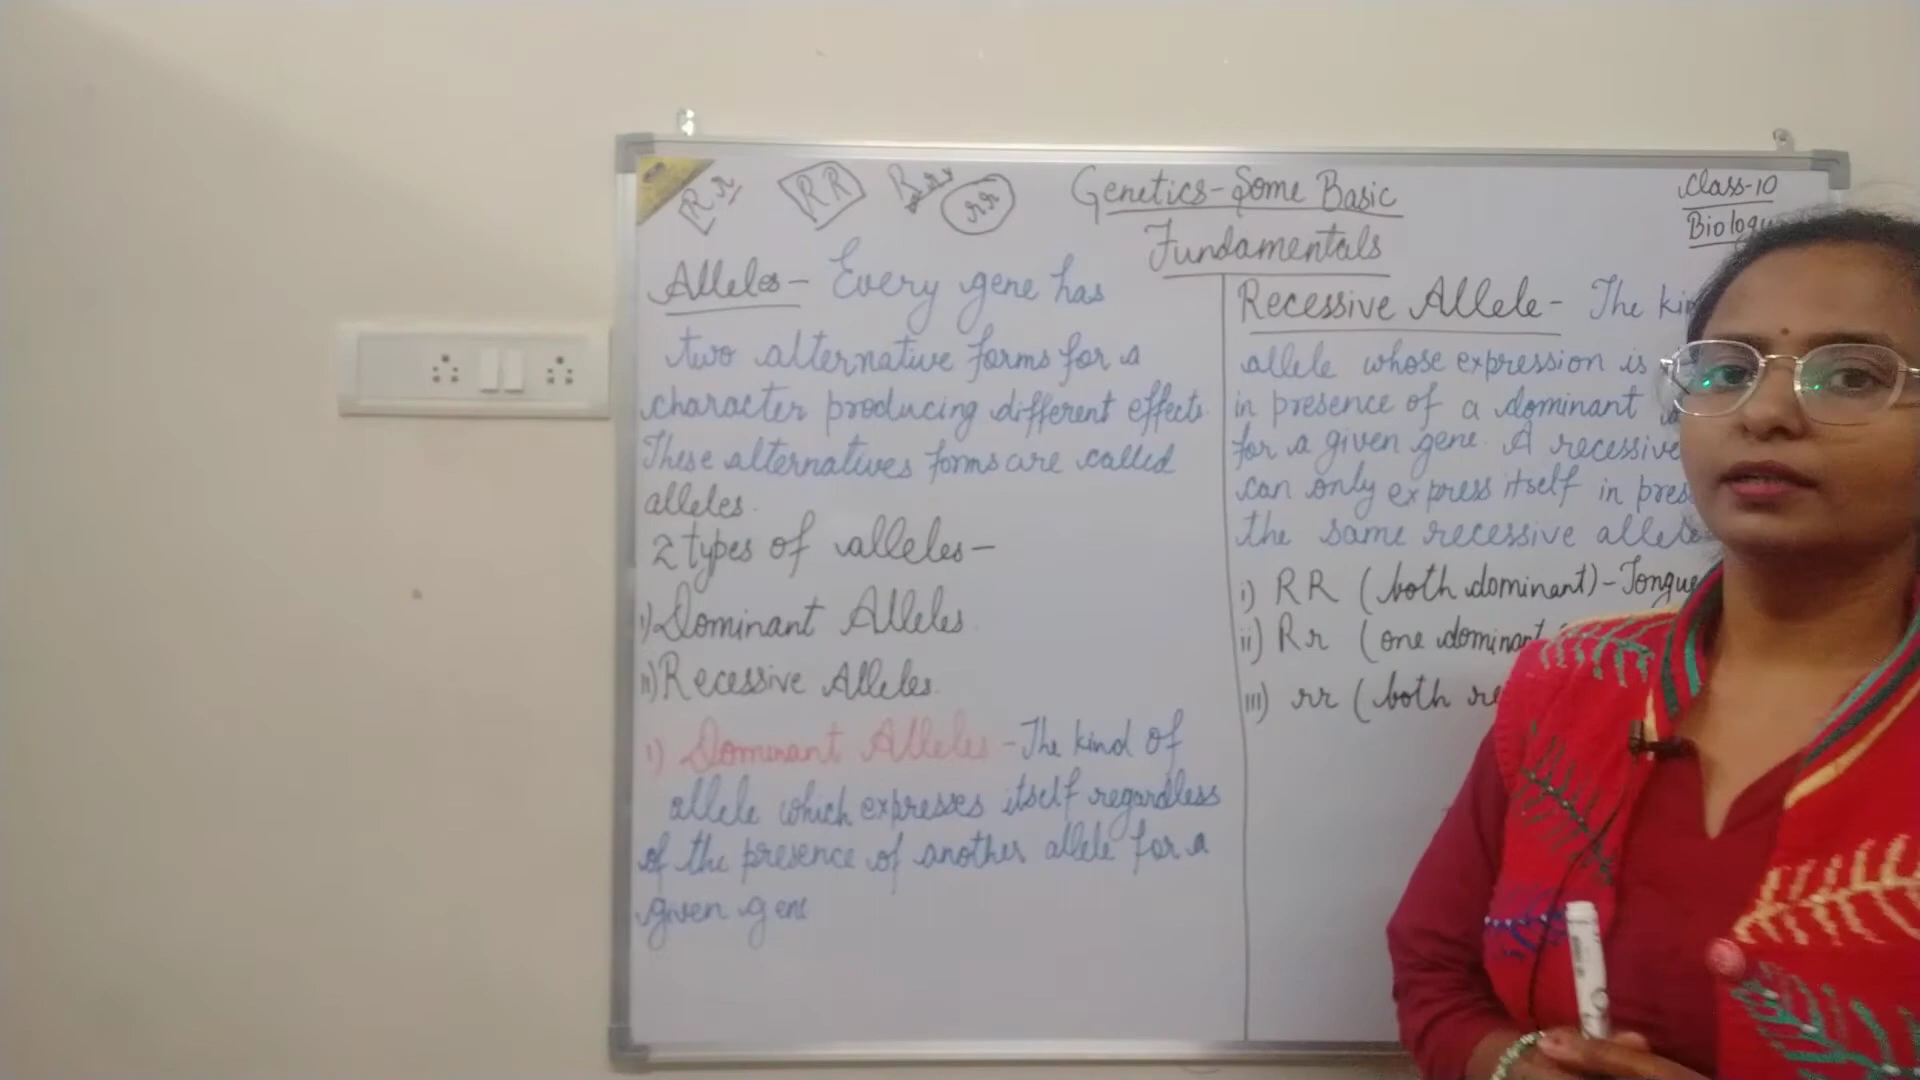 Rr RR Rr rr
Genetics - Some Basic
Fundamentals
Class-10
Biology
Alleles - Every gene has
two alternative forms for a
character producing different effects.
These alternatives forms are called
alleles.
2 types of alleles -
i) Dominant Alleles
ii) Recessive Alleles.
i) Dominant Alleles - The kind of
allele which expresses itself regardless
of the presence of another allele for a
given gene
Recessive Allele - The
allele whose expression is
in presence of a dominant
for a given gene. A recessive
can only express itself in
the same recessive allele
i) RR (both dominant) - Tongue
ii) Rr (one dominant
iii) rr (both